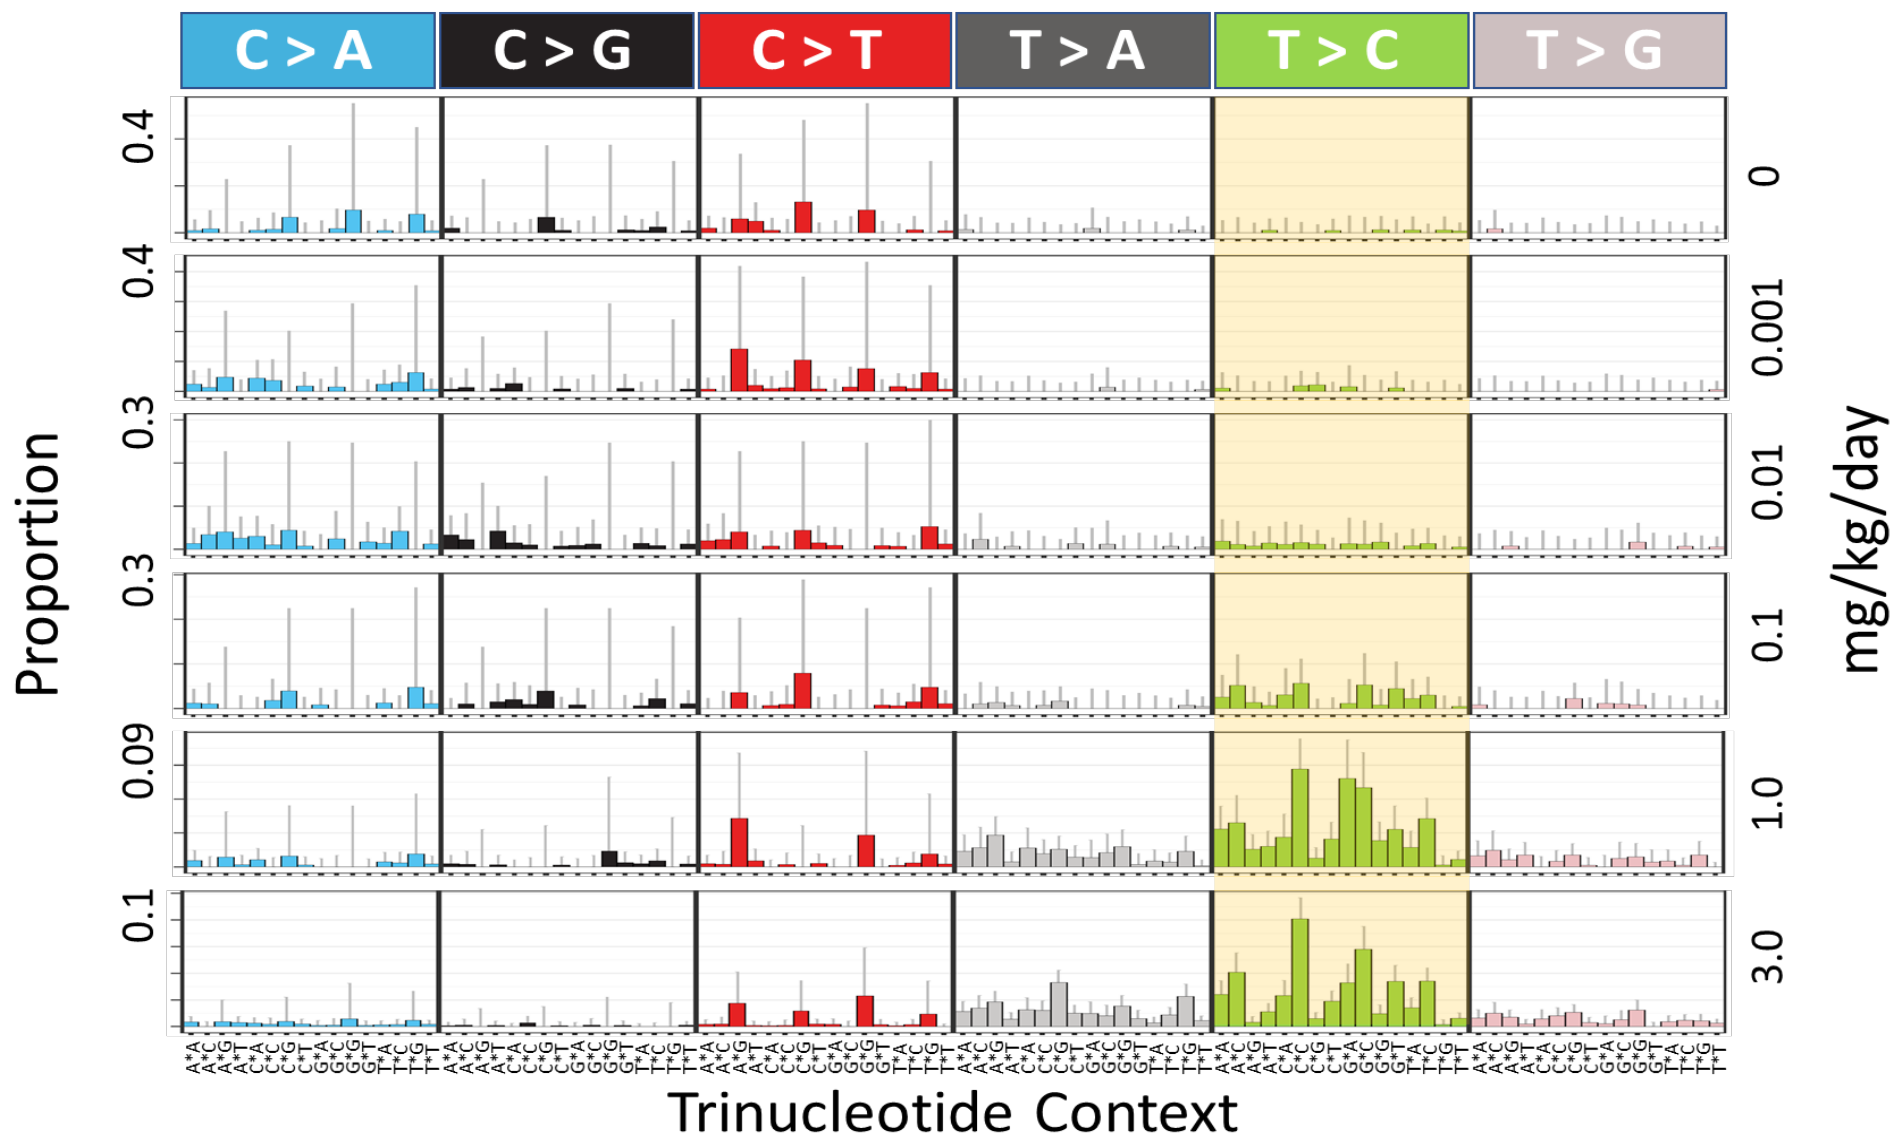 C > A C > G C > T T > A T > C T > G
Proportion
0.4
0.4
0.3
0.3
0.09
0.1
0
0.001
0.01
0.1
1.0
3.0
mg/kg/day
A*A A*C A*G A*T C*A C*C C*G C*T G*A G*C G*G G*T T*A T*C T*G T*T
A*A A*C A*G A*T C*A C*C C*G C*T G*A G*C G*G G*T T*A T*C T*G T*T
A*A A*C A*G A*T C*A C*C C*G C*T G*A G*C G*G G*T T*A T*C T*G T*T
A*A A*C A*G A*T C*A C*C C*G C*T G*A G*C G*G G*T T*A T*C T*G T*T
A*A A*C A*G A*T C*A C*C C*G C*T G*A G*C G*G G*T T*A T*C T*G T*T
A*A A*C A*G A*T C*A C*C C*G C*T G*A G*C G*G G*T T*A T*C T*G T*T
Trinucleotide Context